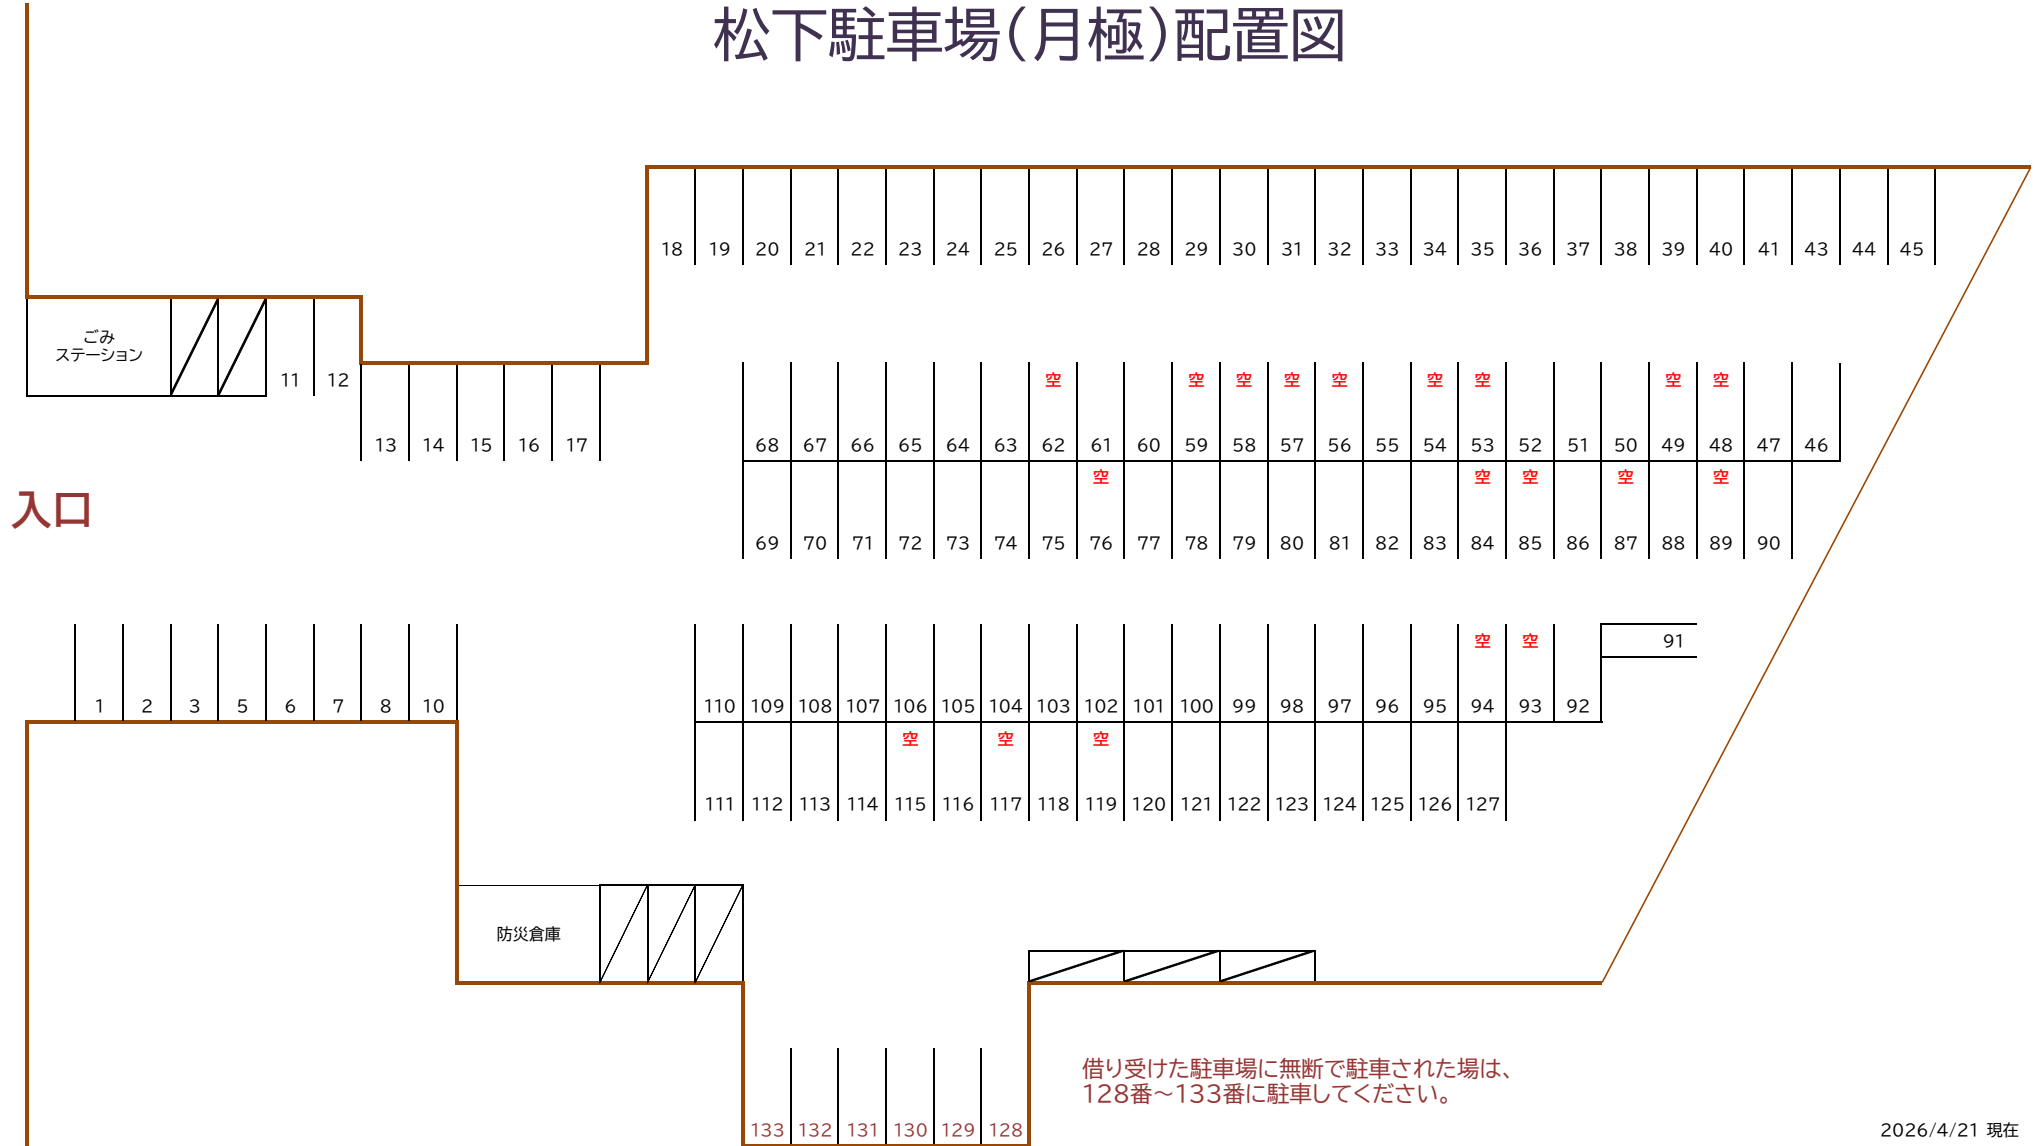 松下駐車場(月極)配置図
18 19 20 21 22 23 24 25 26 27 28 29 30 31 32 33 34 35 36 37 38 39 40 41 43 44 45
ごみ
ステーション
11 12
空 空 空 空 空 空 空 空 空
13 14 15 16 17
68 67 66 65 64 63 62 61 60 59 58 57 56 55 54 53 52 51 50 49 48 47 46
空 空 空 空 空
入口
69 70 71 72 73 74 75 76 77 78 79 80 81 82 83 84 85 86 87 88 89 90
空 空 91
1 2 3 5 6 7 8 10
110 109 108 107 106 105 104 103 102 101 100 99 98 97 96 95 94 93 92
空 空 空
111 112 113 114 115 116 117 118 119 120 121 122 123 124 125 126 127
防災倉庫
借り受けた駐車場に無断で駐車された場は、
128番～133番に駐車してください。
133 132 131 130 129 128
2026/4/21 現在